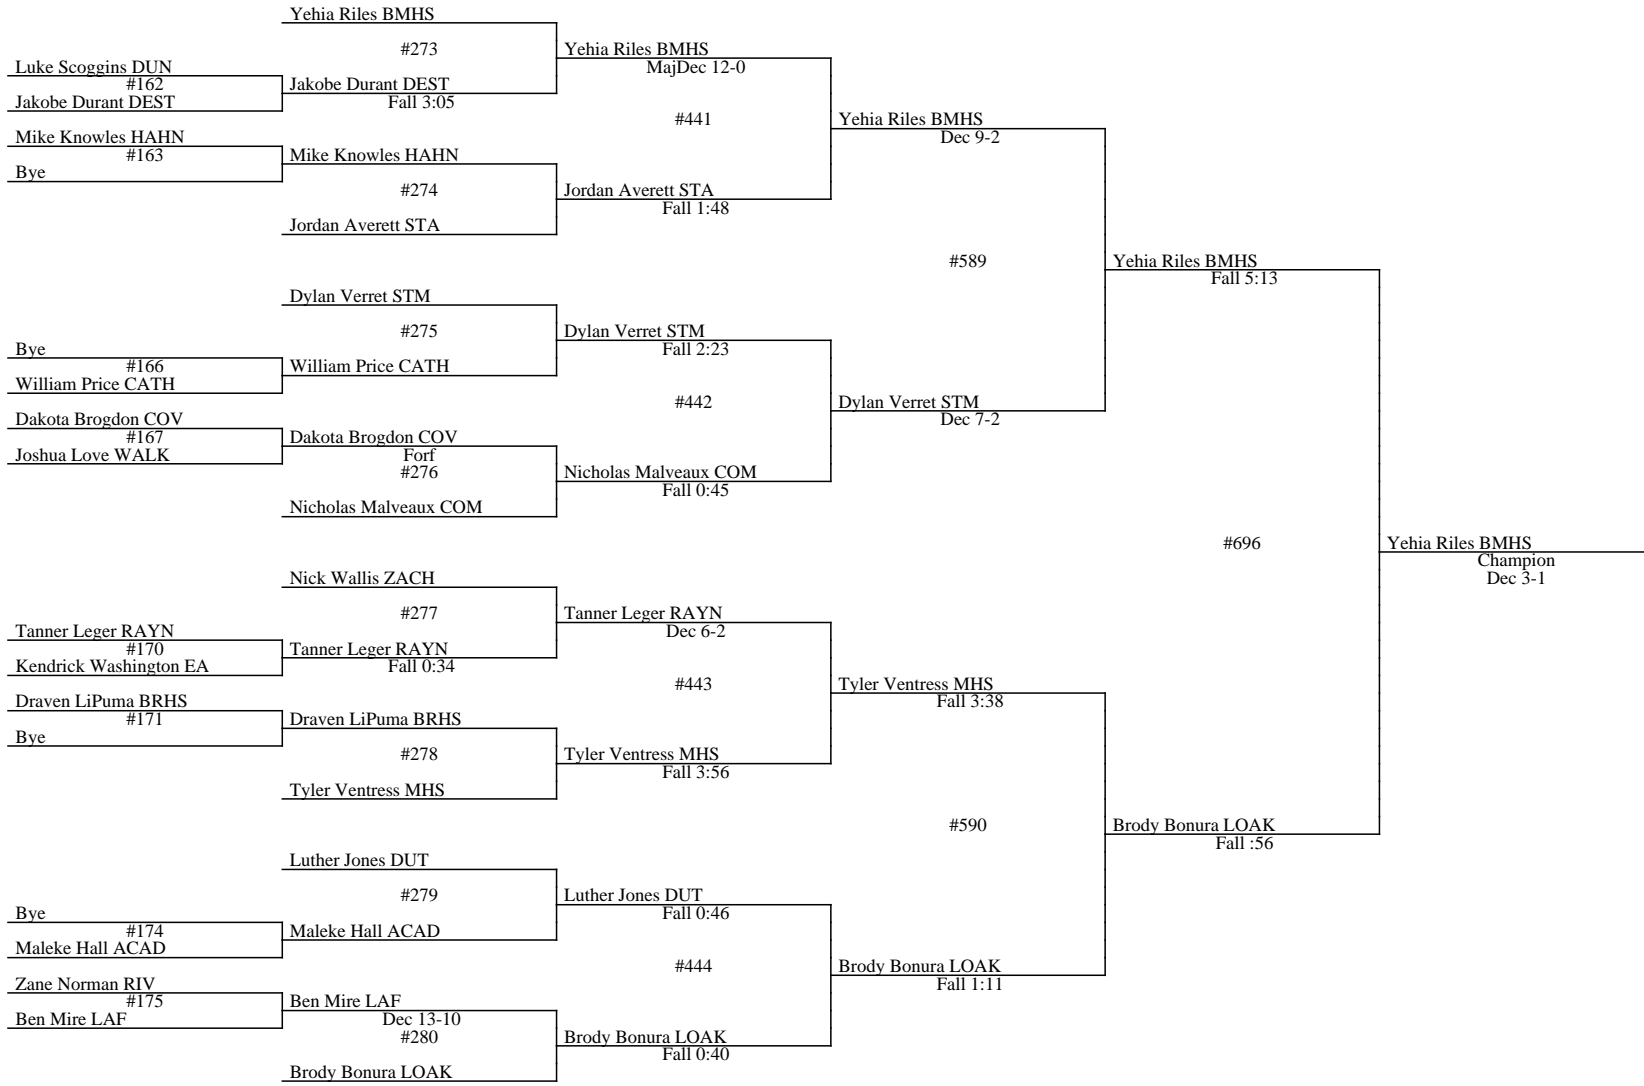 Yehia Riles BMHS
#273
Yehia Riles BMHS
MajDec 12-0
Luke Scoggins DUN
#162
Jakobe Durant DEST
Jakobe Durant DEST
Fall 3:05
#441
Yehia Riles BMHS
Dec 9-2
Mike Knowles HAHN
#163
Bye
Mike Knowles HAHN
#274
Jordan Averett STA
Fall 1:48
Jordan Averett STA
#589
Yehia Riles BMHS
Fall 5:13
Dylan Verret STM
#275
Dylan Verret STM
Fall 2:23
Bye
#166
William Price CATH
William Price CATH
#442
Dylan Verret STM
Dec 7-2
Dakota Brogdon COV
#167
Joshua Love WALK
Dakota Brogdon COV
Forf
#276
Nicholas Malveaux COM
Fall 0:45
Nicholas Malveaux COM
#696
Yehia Riles BMHS
Champion
Dec 3-1
Nick Wallis ZACH
#277
Tanner Leger RAYN
Dec 6-2
Tanner Leger RAYN
#170
Kendrick Washington EA
Tanner Leger RAYN
Fall 0:34
#443
Tyler Ventress MHS
Fall 3:38
Draven LiPuma BRHS
#171
Bye
Draven LiPuma BRHS
#278
Tyler Ventress MHS
Fall 3:56
Tyler Ventress MHS
#590
Brody Bonura LOAK
Fall :56
Luther Jones DUT
#279
Luther Jones DUT
Fall 0:46
Bye
#174
Maleke Hall ACAD
Maleke Hall ACAD
#444
Brody Bonura LOAK
Fall 1:11
Zane Norman RIV
#175
Ben Mire LAF
Ben Mire LAF
Dec 13-10
#280
Brody Bonura LOAK
Fall 0:40
Brody Bonura LOAK